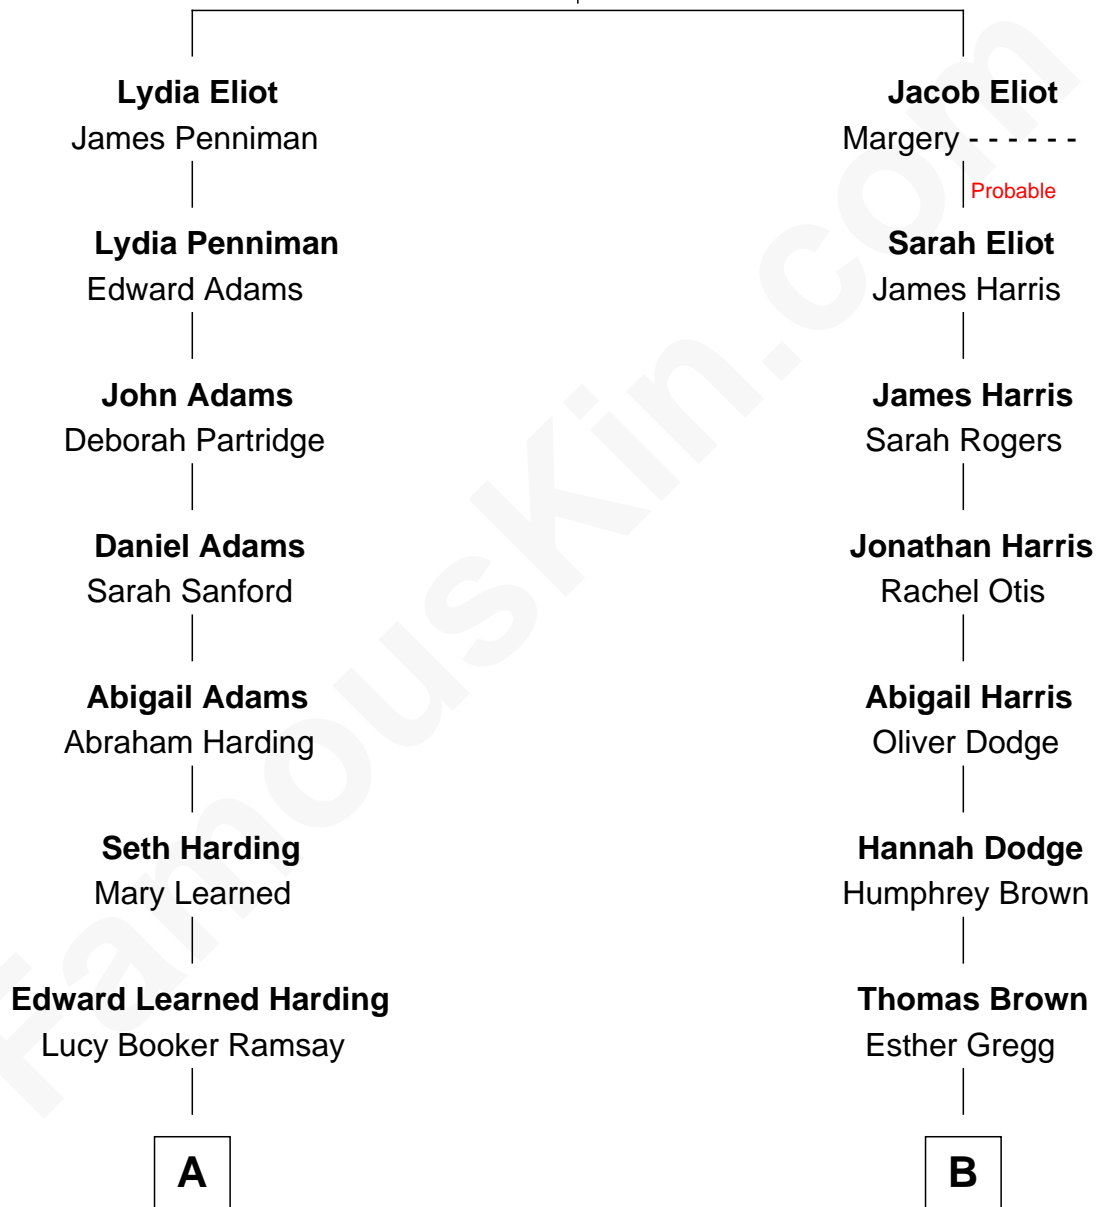 Lydia Eliot
James Penniman
Jacob Eliot
Margery - - - - - -
Probable
Lydia Penniman
Edward Adams
Sarah Eliot
James Harris
John Adams
Deborah Partridge
James Harris
Sarah Rogers
Daniel Adams
Sarah Sanford
Jonathan Harris
Rachel Otis
Abigail Adams
Abraham Harding
Abigail Harris
Oliver Dodge
Seth Harding
Mary Learned
Hannah Dodge
Humphrey Brown
Edward Learned Harding
Lucy Booker Ramsay
Thomas Brown
Esther Gregg
A
B
FamousKin.com